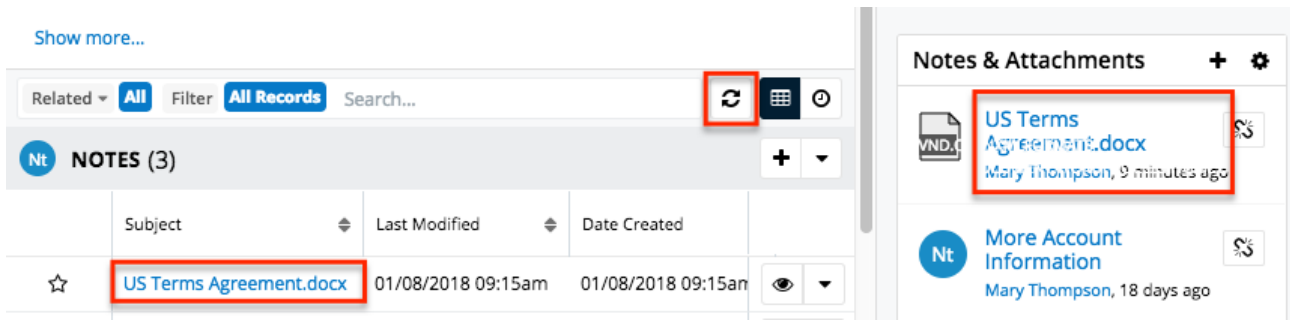 Show more...
Related All Filter All Records Search...
Nt NOTES (3)
Subject Last Modified Date Created
US Terms Agreement.docx 01/08/2018 09:15am 01/08/2018 09:15am
Notes & Attachments
VND.
US Terms
Agreement.docx
Mary Thompson, 9 minutes ago
Nt
More Account
Information
Mary Thompson, 18 days ago